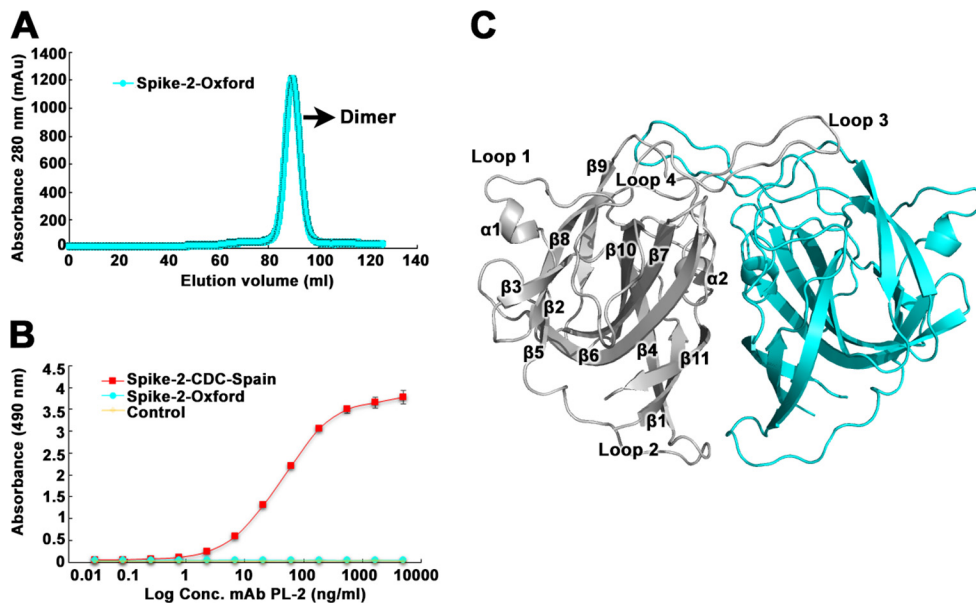 A
Absorbance 280 nm (mAu)
1400
1200
1000
800
600
400
200
0
Spike-2-Oxford
Dimer
0 20 40 60 80 100 120 140
Elution volume (ml)
B
Absorbance (490 nm)
4.5
4
3.5
3
2.5
2
1.5
1
0.5
0
Spike-2-CDC-Spain
Spike-2-Oxford
Control
0.01 0.1 1 10 100 1000 10000
Log Conc. mAb PL-2 (ng/ml)
C
Loop 3
Loop 1
β9
Loop 4
α1
β8
β10
β7
β3
α2
β2
β5
β6
β4
β11
β1
Loop 2